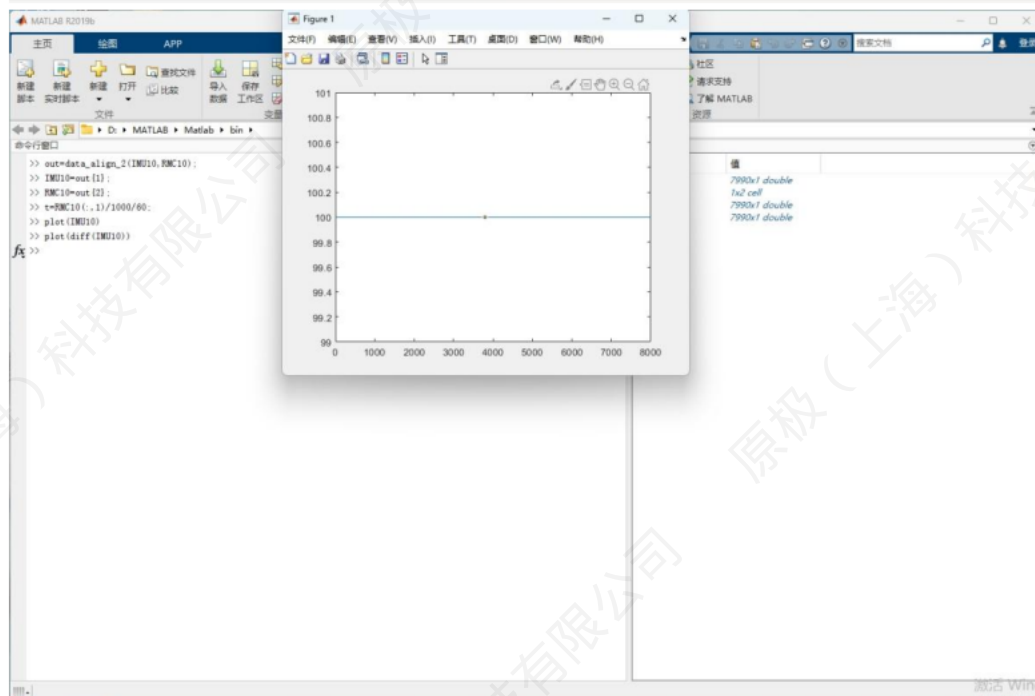 MATLAB R2019b
Figure 1
主页 绘图 APP
文件(F) 编辑(E) 查看(V) 插入(I) 工具(T) 桌面(D) 窗口(W) 帮助(H)
搜索文档
新建脚本
新建实时脚本
新建
打开
查找文件
比较
导入数据
保存工作区
文件
社区
请求支持
了解 MATLAB
资源
D: MATLAB Matlab bin
命令行窗口
>> out=data_align_2(IMU10,RMC10);
>> IMU10=out{1};
>> RMC10=out{2};
>> t=RMC10(:,1)/1000/60;
>> plot(IMU10)
>> plot(diff(IMU10))
fx >>
101
100.8
100.6
100.4
100.2
100
99.8
99.6
99.4
99.2
99
0 1000 2000 3000 4000 5000 6000 7000 8000
值
7990x1 double
1x2 cell
7990x1 double
7990x1 double
原极（上海）科技有限公司
激活 Win